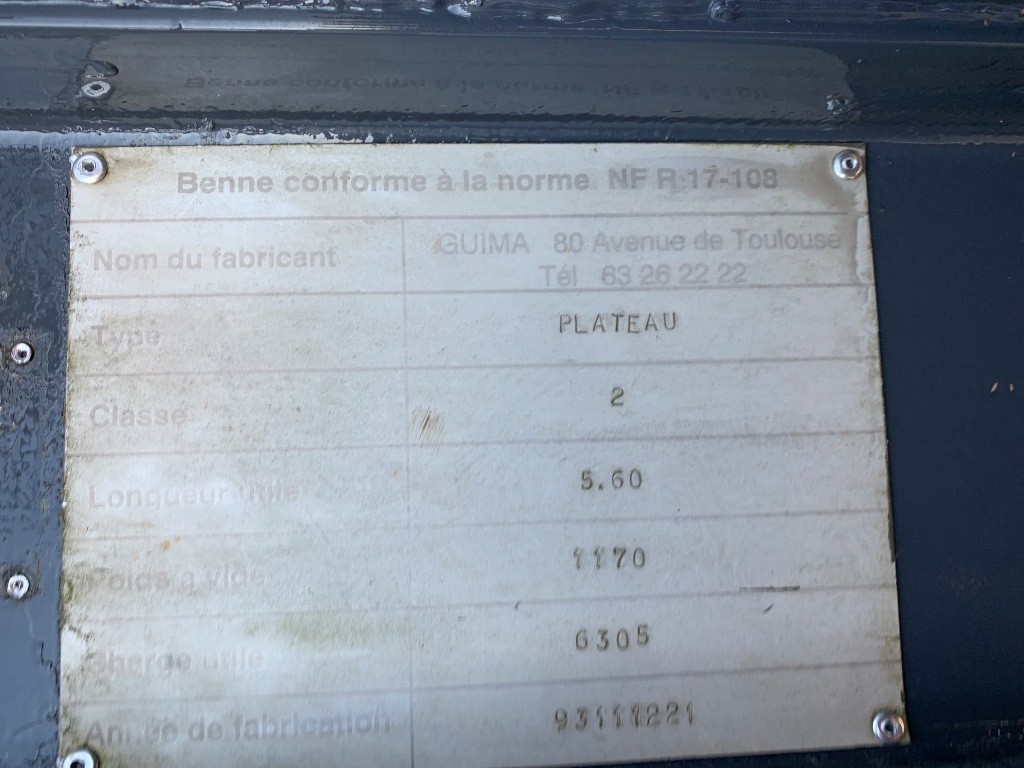 Benne conforme à la norme NF R 17-108
Nom du fabricant GUIMA 80 Avenue de Toulouse
Tél 63 26 22 22
Type PLATEAU
Classe 2
Longueur utile 5.60
Poids à vide 1170
Charge utile 6305
Année de fabrication 93111221